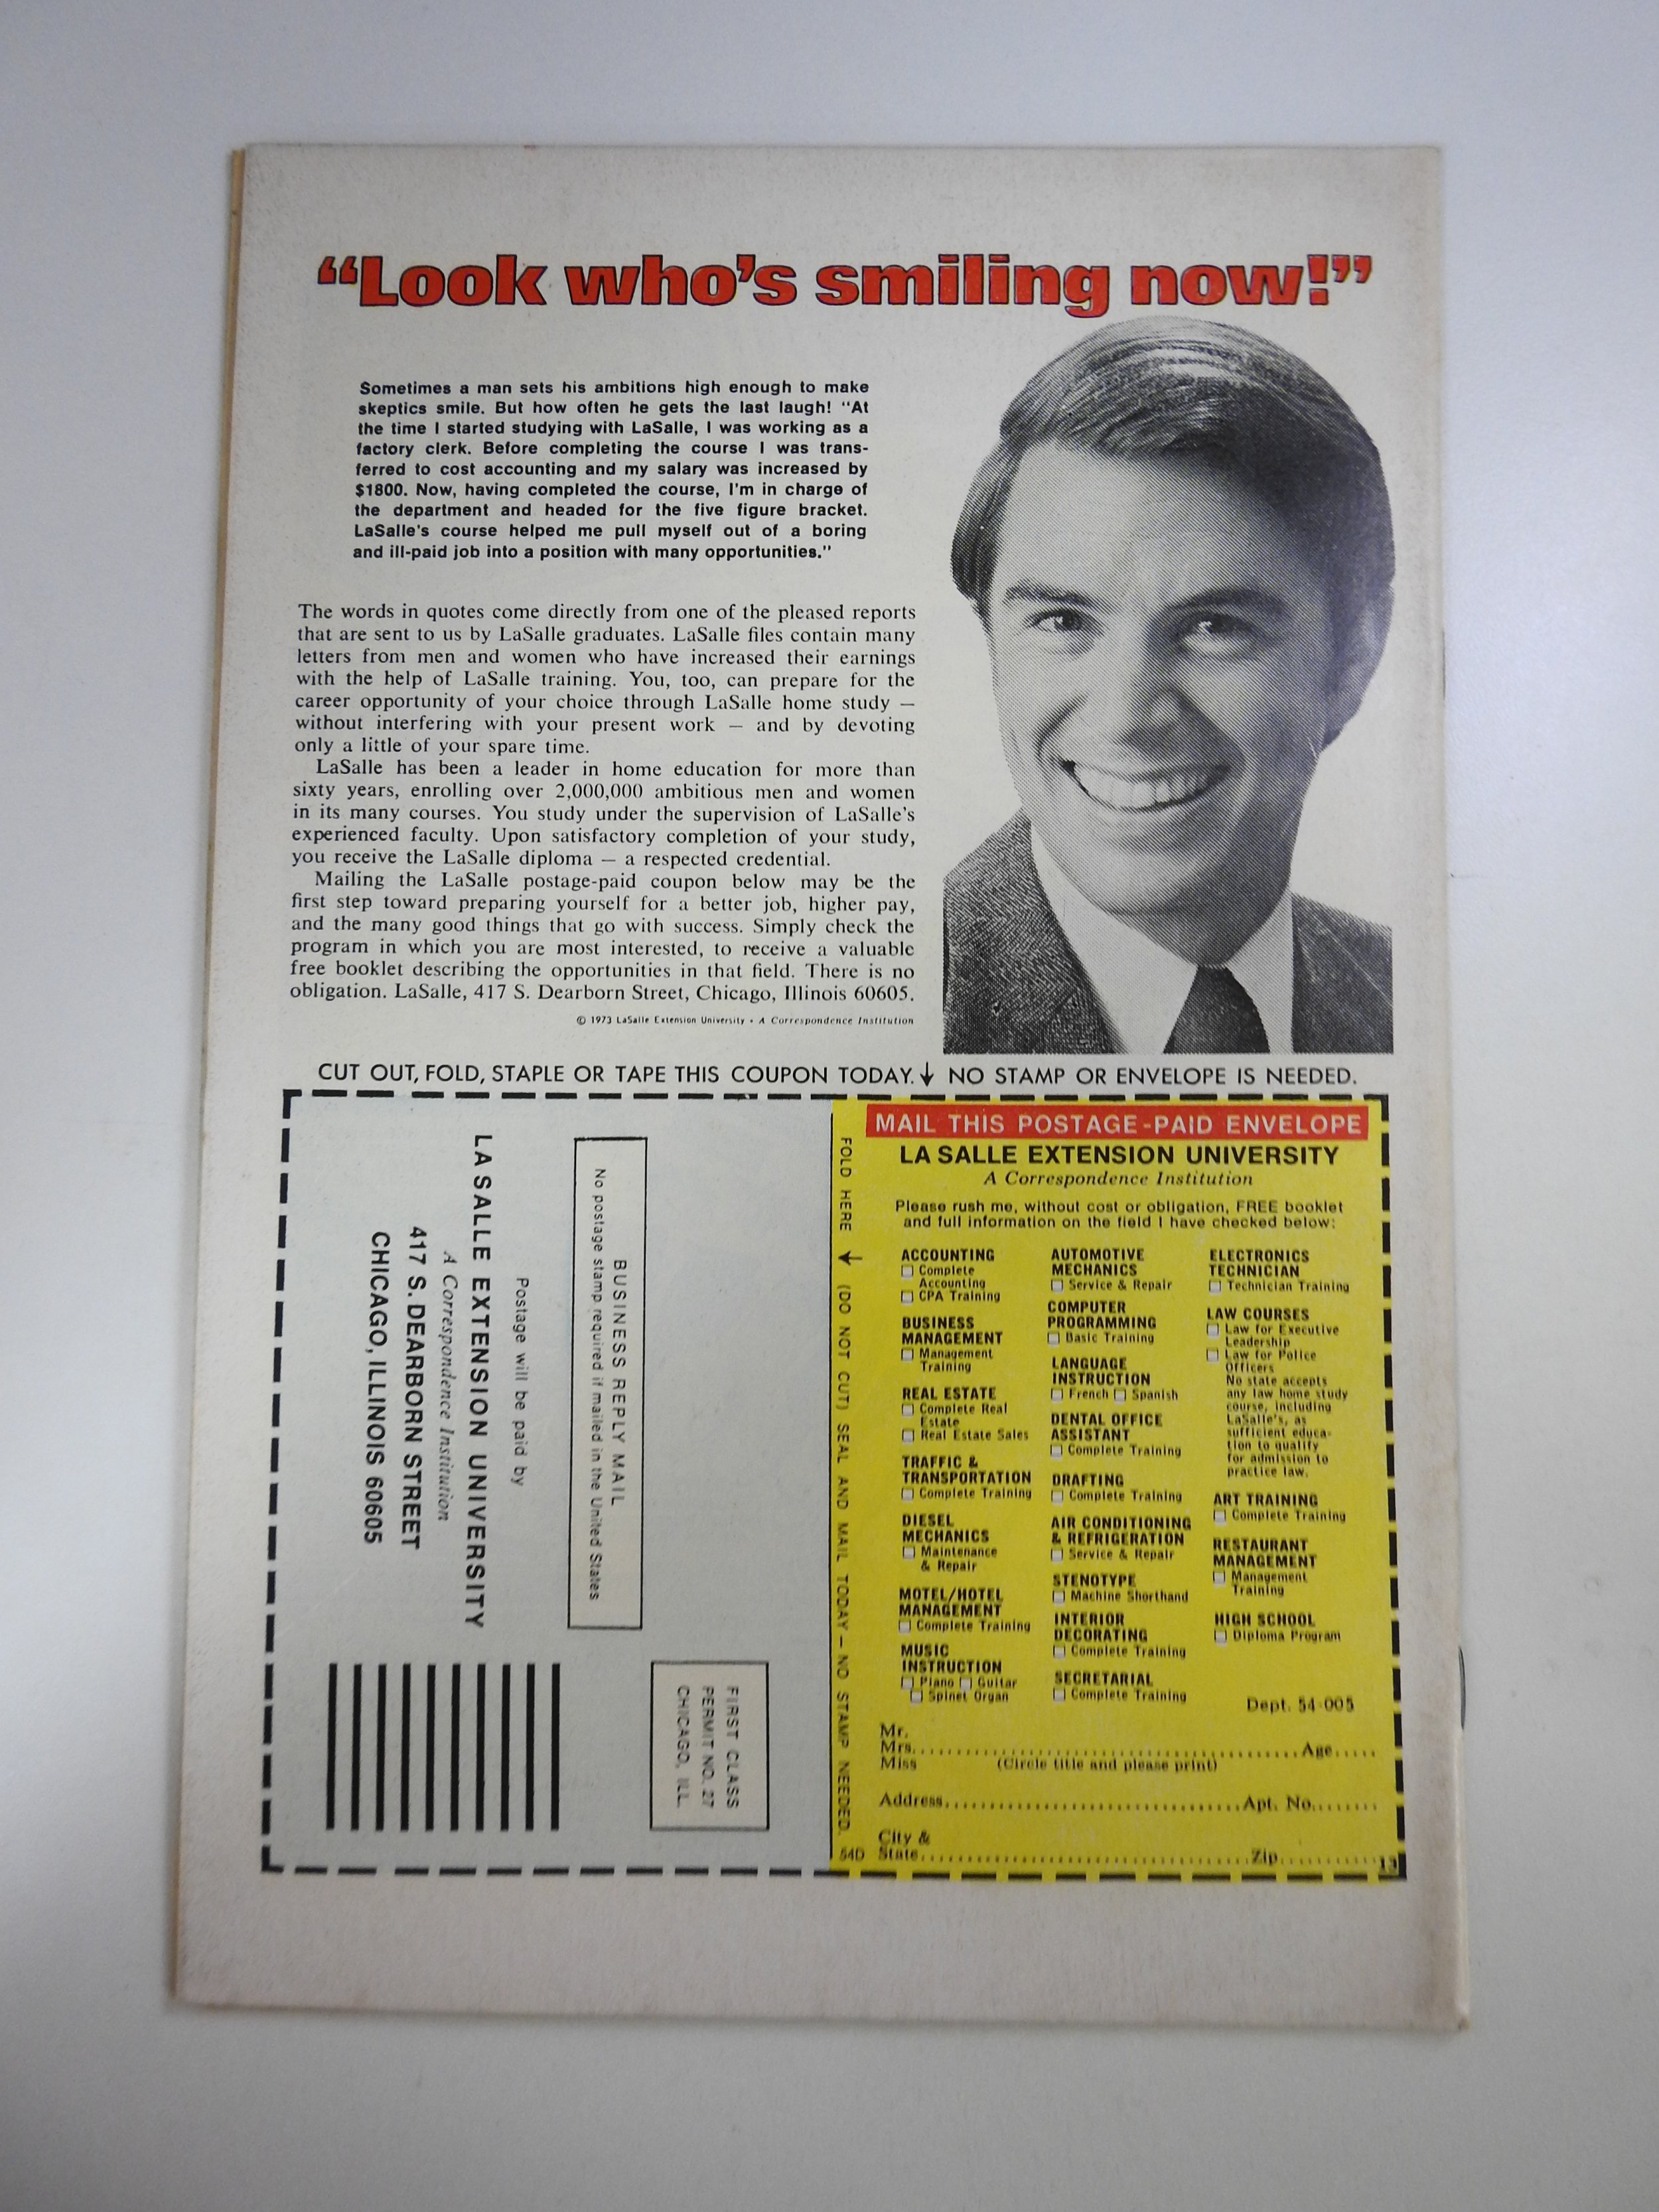 “Look who’s smiling now!”
Sometimes a man sets his ambitions high enough to make
skeptics smile. But how often he gets the last laugh! "At
the time I started studying with LaSalle, I was working as a
factory clerk. Before completing the course I was trans-
ferred to cost accounting and my salary was increased by
$1800. Now, having completed the course, I'm in charge of
the department and headed for the five figure bracket.
LaSalle's course helped me pull myself out of a boring
and ill-paid job into a position with many opportunities."
The words in quotes come directly from one of the pleased reports
that are sent to us by LaSalle graduates. LaSalle files contain many
letters from men and women who have increased their earnings
with the help of LaSalle training. You, too, can prepare for the
career opportunity of your choice through LaSalle home study —
without interfering with your present work — and by devoting
only a little of your spare time.
LaSalle has been a leader in home education for more than
sixty years, enrolling over 2,000,000 ambitious men and women
in its many courses. You study under the supervision of LaSalle's
experienced faculty. Upon satisfactory completion of your study,
you receive the LaSalle diploma — a respected credential.
Mailing the LaSalle postage-paid coupon below may be the
first step toward preparing yourself for a better job, higher pay,
and the many good things that go with success. Simply check the
program in which you are most interested, to receive a valuable
free booklet describing the opportunities in that field. There is no
obligation. LaSalle, 417 S. Dearborn Street, Chicago, Illinois 60605.
© 1973 LaSalle Extension University • A Correspondence Institution
CUT OUT, FOLD, STAPLE OR TAPE THIS COUPON TODAY. ↓ NO STAMP OR ENVELOPE IS NEEDED.
FIRST CLASS
PERMIT NO. 27
CHICAGO, ILL.
BUSINESS REPLY MAIL
No postage stamp required if mailed in the United States
Postage will be paid by
LA SALLE EXTENSION UNIVERSITY
A Correspondence Institution
417 S. DEARBORN STREET
CHICAGO, ILLINOIS 60605
FOLD HERE → (DO NOT CUT) SEAL AND MAIL TODAY — NO STAMP NEEDED.
54D
MAIL THIS POSTAGE-PAID ENVELOPE
LA SALLE EXTENSION UNIVERSITY
A Correspondence Institution
Please rush me, without cost or obligation, FREE booklet
and full information on the field I have checked below:
ACCOUNTING
☐ Complete
Accounting
☐ CPA Training
BUSINESS
MANAGEMENT
☐ Management
Training
REAL ESTATE
☐ Complete Real
Estate
☐ Real Estate Sales
TRAFFIC &
TRANSPORTATION
☐ Complete Training
DIESEL
MECHANICS
☐ Maintenance
& Repair
MOTEL/HOTEL
MANAGEMENT
☐ Complete Training
MUSIC
INSTRUCTION
☐ Piano ☐ Guitar
☐ Spinet Organ
AUTOMOTIVE
MECHANICS
☐ Service & Repair
COMPUTER
PROGRAMMING
☐ Basic Training
LANGUAGE
INSTRUCTION
☐ French ☐ Spanish
DENTAL OFFICE
ASSISTANT
☐ Complete Training
DRAFTING
☐ Complete Training
AIR CONDITIONING
& REFRIGERATION
☐ Service & Repair
STENOTYPE
☐ Machine Shorthand
INTERIOR
DECORATING
☐ Complete Training
SECRETARIAL
☐ Complete Training
ELECTRONICS
TECHNICIAN
☐ Technician Training
LAW COURSES
☐ Law for Executive
Leadership
☐ Law for Police
Officers
No state accepts
any law home study
course, including
LaSalle's, as
sufficient educa-
tion to qualify
for admission to
practice law.
ART TRAINING
☐ Complete Training
RESTAURANT
MANAGEMENT
☐ Management
Training
HIGH SCHOOL
☐ Diploma Program
Dept. 54-005
Mr.
Mrs. Age
Miss (Circle title and please print)
Address Apt. No.
City &
State Zip
13